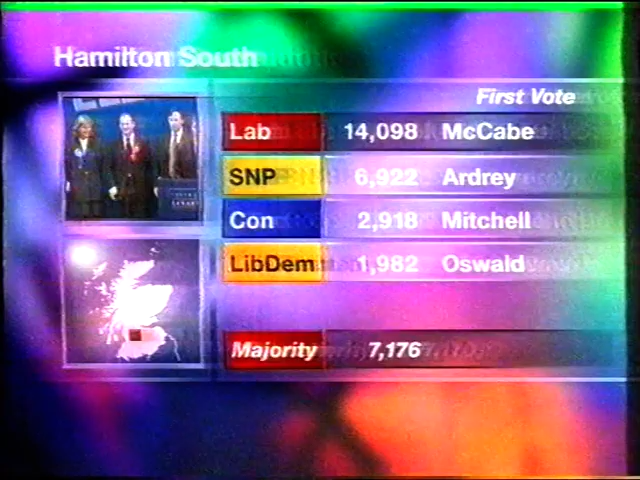 Hamilton South
First Vote
Lab 14,098 McCabe
SNP 6,922 Ardrey
Con 2,918 Mitchell
LibDem 1,982 Oswald
Majority 7,176